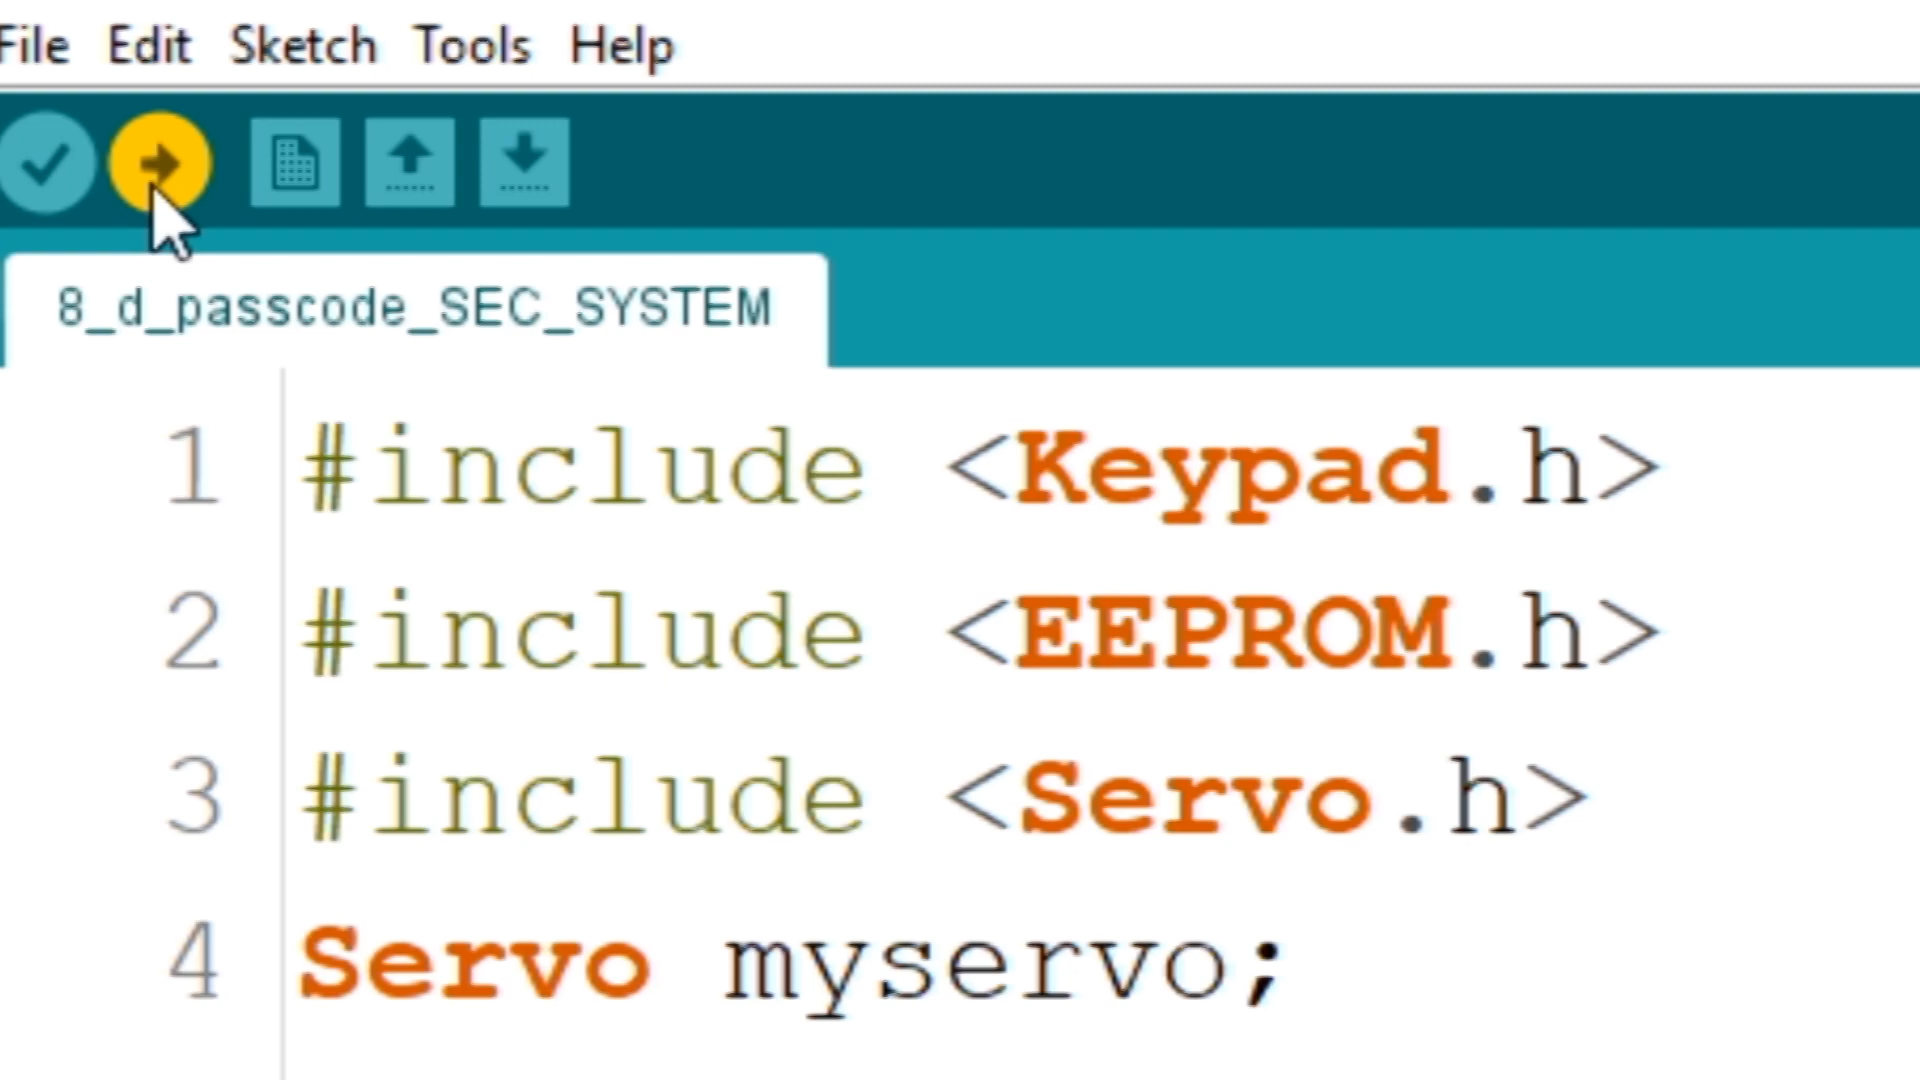 File Edit Sketch Tools Help
8_d_passcode_SEC_SYSTEM
1 #include <Keypad.h>
2 #include <EEPROM.h>
3 #include <Servo.h>
4 Servo myservo;